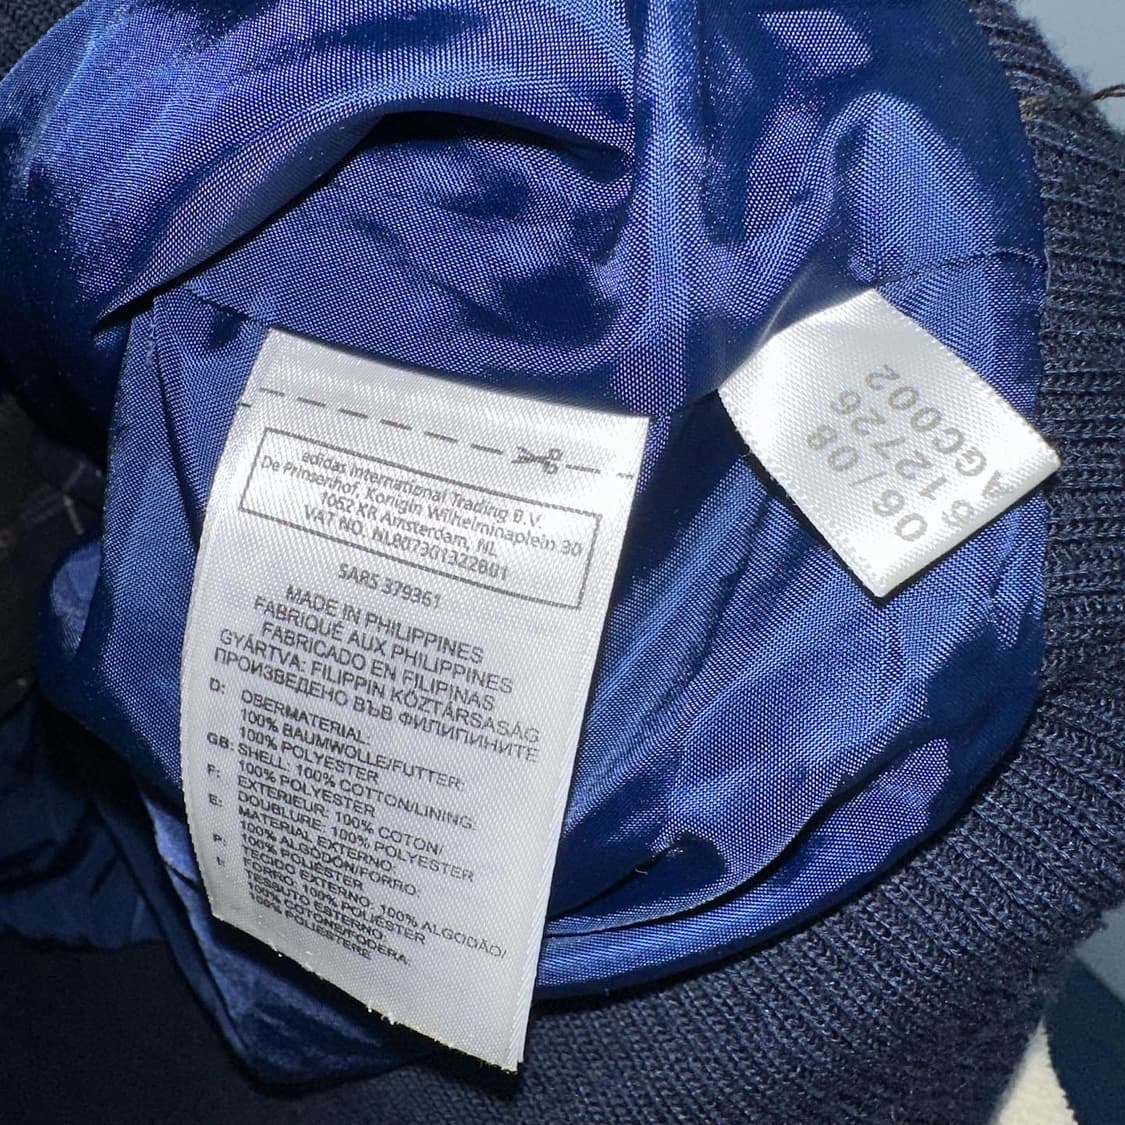 adidas International Trading B.V.
De Prinsenhof, Konigin Wilhelminaplein 30
1062 KR Amsterdam, NL
VAT NO. NL807301322B01
SARS 379361
MADE IN PHILIPPINES
FABRIQUÉ AUX PHILIPPINES
FABRICADO EN FILIPINAS
GYÁRTVA: FILIPPIN KÖZTÁRSASÁG
ПРОИЗВЕДЕНО ВЪВ ФИЛИПИНИТЕ
D: OBERMATERIAL:
100% BAUMWOLLE/FUTTER:
100% POLYESTER
GB: SHELL: 100% COTTON/LINING:
100% POLYESTER
F: EXTERIEUR: 100% COTON/
DOUBLURE: 100% POLYESTER
E: MATERIAL EXTERNO:
100% ALGODÓN/FORRO:
100% POLIÉSTER
P: TECIDO EXTERNO: 100% ALGODÃO/
FORRO: 100% POLIÉSTER
I: TESSUTO ESTERNO:
100% COTONE/FODERA:
100% POLIESTERE
06/08
612726
AGC002